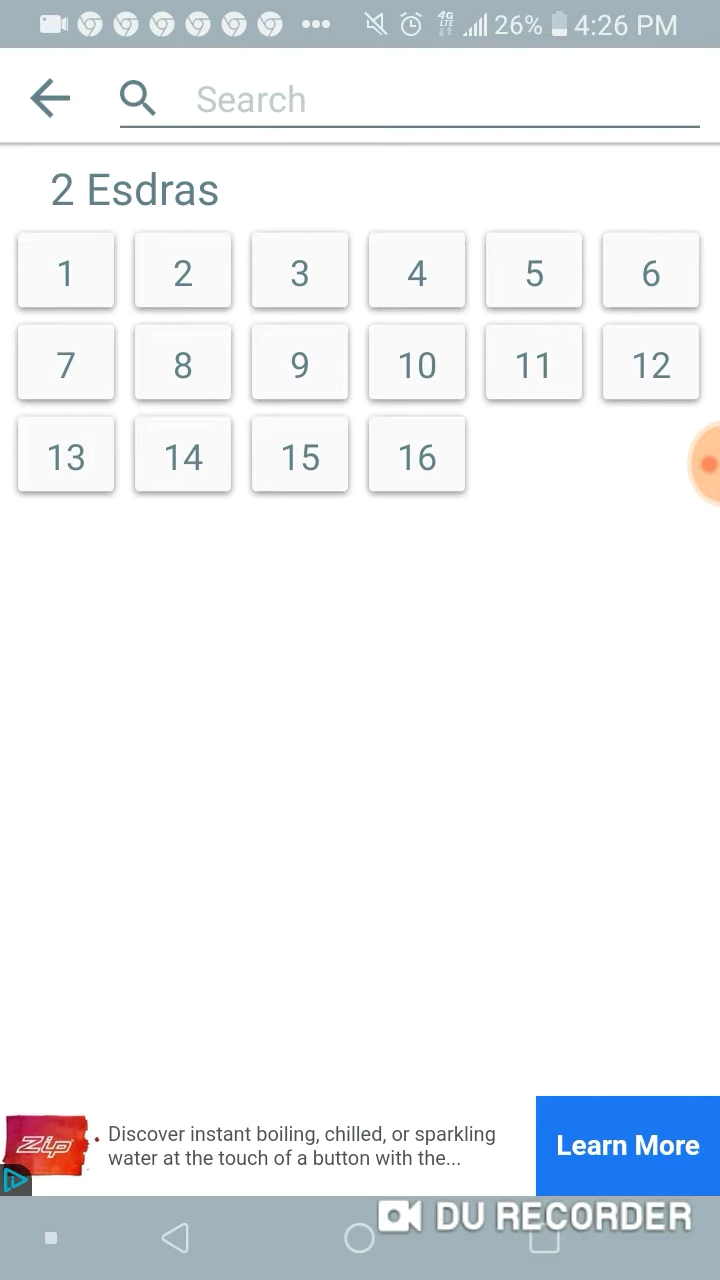 4G LTE 26% 4:26 PM
Search
2 Esdras
1 2 3 4 5 6
7 8 9 10 11 12
13 14 15 16
Zip
Discover instant boiling, chilled, or sparkling
water at the touch of a button with the...
Learn More
DU RECORDER